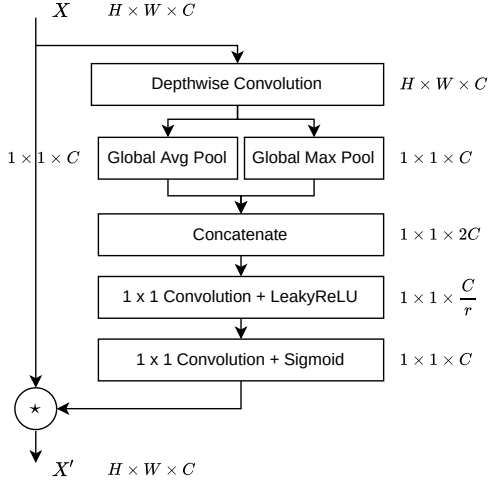 X H × W × C
Depthwise Convolution H × W × C
1 × 1 × C Global Avg Pool Global Max Pool 1 × 1 × C
Concatenate 1 × 1 × 2C
1 x 1 Convolution + LeakyReLU 1 × 1 × C/r
1 x 1 Convolution + Sigmoid 1 × 1 × C
⋆
X′ H × W × C